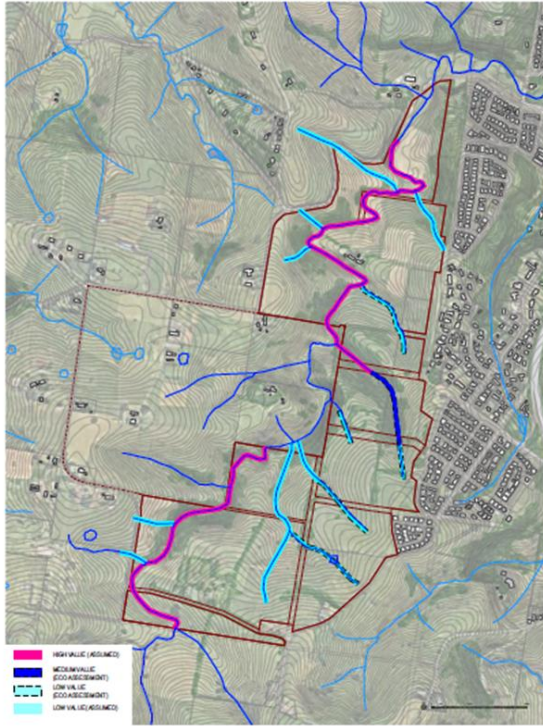 HIGH VALUE (ASSUMED)
MEDIUM VALUE
(ECO ASSESSMENT)
LOW VALUE
(ECO ASSESSMENT)
LOW VALUE (ASSUMED)